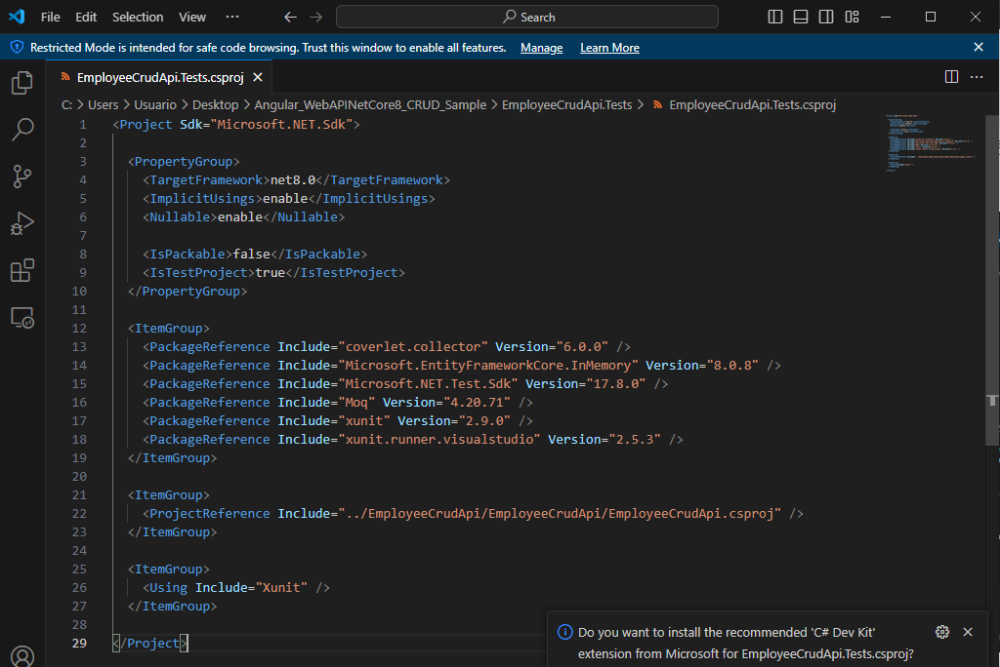 File Edit Selection View ··· Search
Restricted Mode is intended for safe code browsing. Trust this window to enable all features. Manage Learn More
EmployeeCrudApi.Tests.csproj
C: > Users > Usuario > Desktop > Angular_WebAPINetCore8_CRUD_Sample > EmployeeCrudApi.Tests > EmployeeCrudApi.Tests.csproj
1 <Project Sdk="Microsoft.NET.Sdk">
2
3 <PropertyGroup>
4 <TargetFramework>net8.0</TargetFramework>
5 <ImplicitUsings>enable</ImplicitUsings>
6 <Nullable>enable</Nullable>
7
8 <IsPackable>false</IsPackable>
9 <IsTestProject>true</IsTestProject>
10 </PropertyGroup>
11
12 <ItemGroup>
13 <PackageReference Include="coverlet.collector" Version="6.0.0" />
14 <PackageReference Include="Microsoft.EntityFrameworkCore.InMemory" Version="8.0.8" />
15 <PackageReference Include="Microsoft.NET.Test.Sdk" Version="17.8.0" />
16 <PackageReference Include="Moq" Version="4.20.71" />
17 <PackageReference Include="xunit" Version="2.9.0" />
18 <PackageReference Include="xunit.runner.visualstudio" Version="2.5.3" />
19 </ItemGroup>
20
21 <ItemGroup>
22 <ProjectReference Include="../EmployeeCrudApi/EmployeeCrudApi/EmployeeCrudApi.csproj" />
23 </ItemGroup>
24
25 <ItemGroup>
26 <Using Include="Xunit" />
27 </ItemGroup>
28
29 </Project>
Do you want to install the recommended 'C# Dev Kit'
extension from Microsoft for EmployeeCrudApi.Tests.csproj?